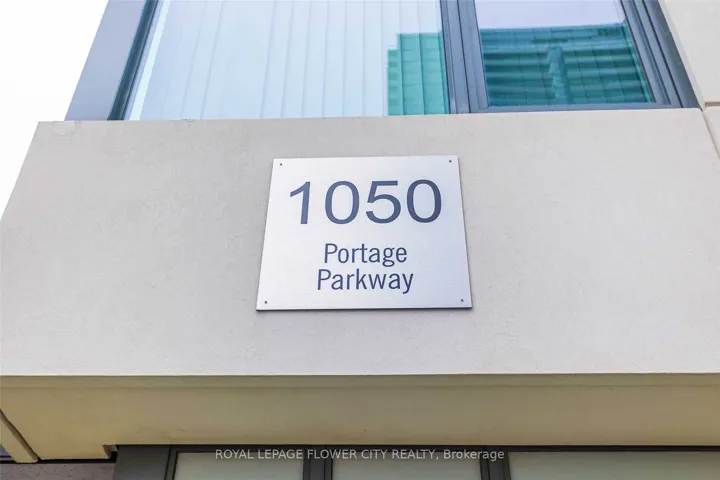 1050
Portage
Parkway
ROYAL LEPAGE FLOWER CITY REALTY, Brokerage